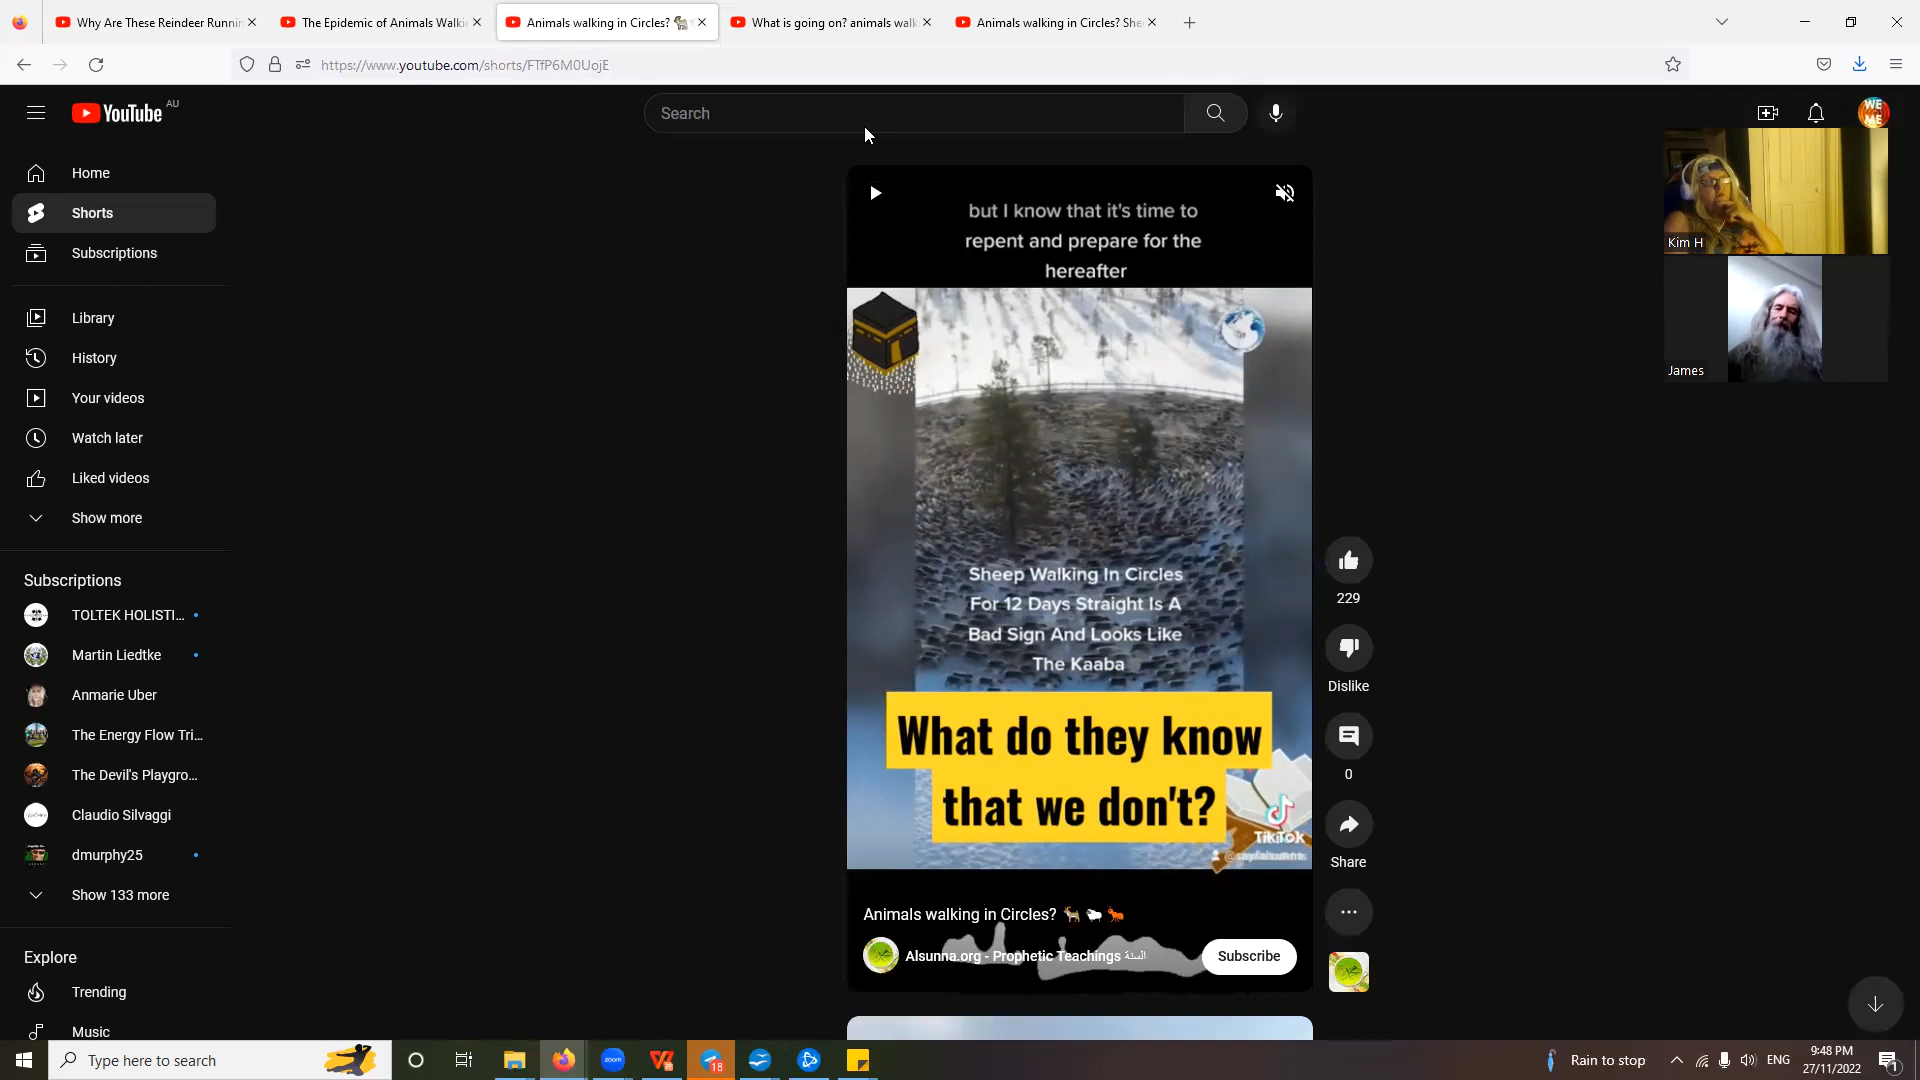 Why Are These Reindeer Runnin
The Epidemic of Animals Walki
Animals walking in Circles? 🐐
What is going on? animals walk
Animals walking in Circles? She
https://www.youtube.com/shorts/FTfP6M0UojE
YouTube AU
Search
WE
ME
Home
Shorts
Subscriptions
Library
History
Your videos
Watch later
Liked videos
Show more
Subscriptions
TOLTEK HOLISTI...
Martin Liedtke
Anmarie Uber
The Energy Flow Tri...
The Devil's Playgro...
Claudio Silvaggi
dmurphy25
Show 133 more
Explore
Trending
Music
but I know that it's time to
repent and prepare for the
hereafter
Sheep Walking In Circles
For 12 Days Straight Is A
Bad Sign And Looks Like
The Kaaba
What do they know
that we don't?
TikTok
Animals walking in Circles? 🐐 🐑 🐜
Alsunna.org - Prophetic Teachings السنة
Subscribe
229
Dislike
0
Share
Kim H
James
Type here to search
zoom
18
Rain to stop
ENG
9:48 PM
27/11/2022
1